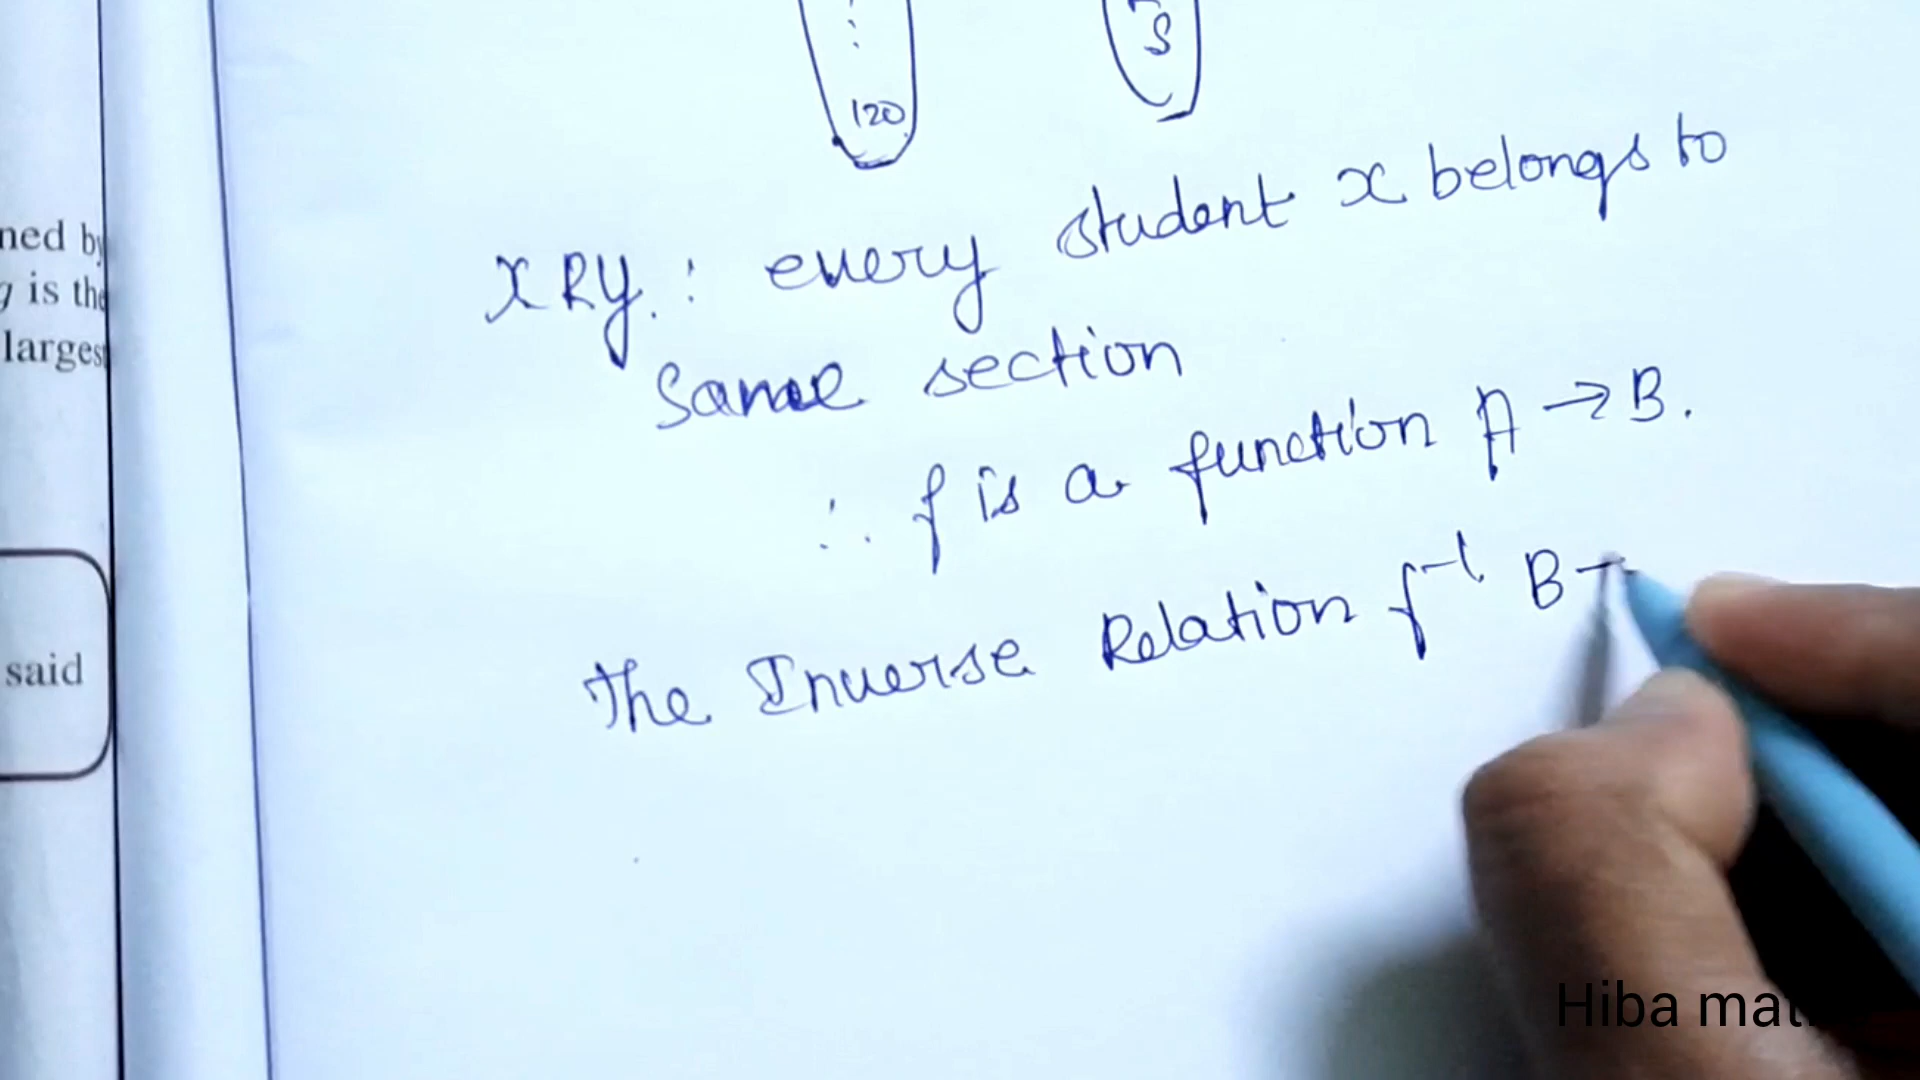 S
120
x R y : every student x belongs to
same section
∴ f is a function A → B.
The Inverse Relation f⁻¹ B
ned by
is the
larges
said
Hiba mat